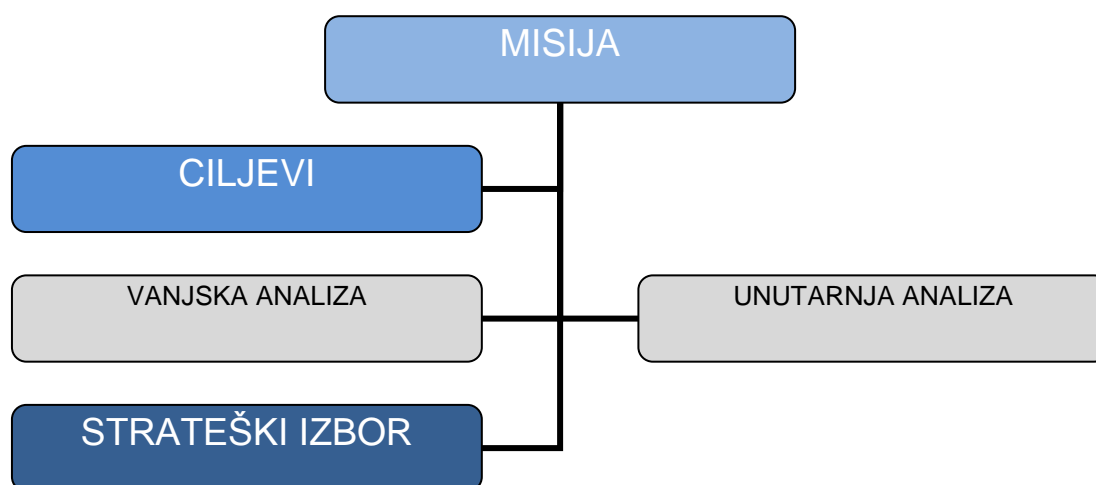 MISIJA
CILJEVI
VANJSKA ANALIZA
UNUTARNJA ANALIZA
STRATEŠKI IZBOR